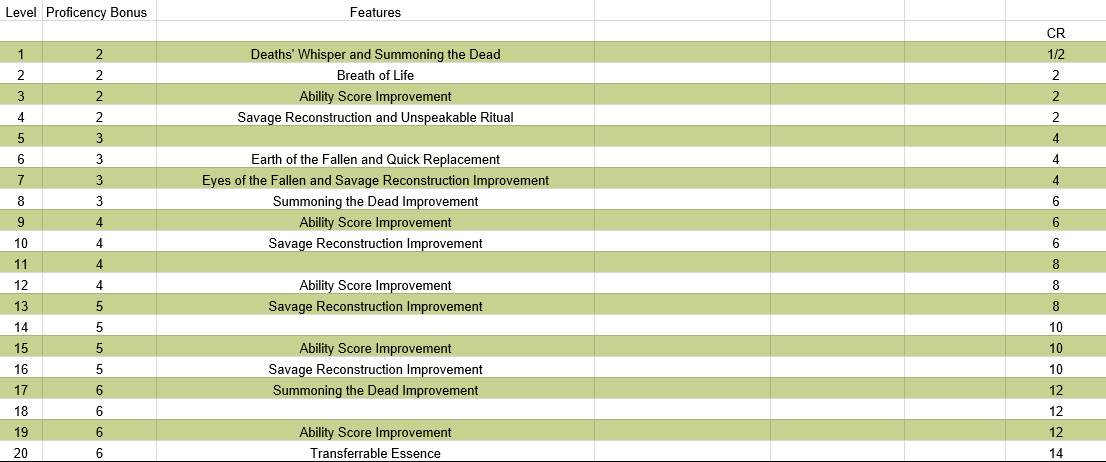 Level Proficency Bonus Features
CR
1 2 Deaths' Whisper and Summoning the Dead 1/2
2 2 Breath of Life 2
3 2 Ability Score Improvement 2
4 2 Savage Reconstruction and Unspeakable Ritual 2
5 3 4
6 3 Earth of the Fallen and Quick Replacement 4
7 3 Eyes of the Fallen and Savage Reconstruction Improvement 4
8 3 Summoning the Dead Improvement 6
9 4 Ability Score Improvement 6
10 4 Savage Reconstruction Improvement 6
11 4 8
12 4 Ability Score Improvement 8
13 5 Savage Reconstruction Improvement 8
14 5 10
15 5 Ability Score Improvement 10
16 5 Savage Reconstruction Improvement 10
17 6 Summoning the Dead Improvement 12
18 6 12
19 6 Ability Score Improvement 12
20 6 Transferrable Essence 14